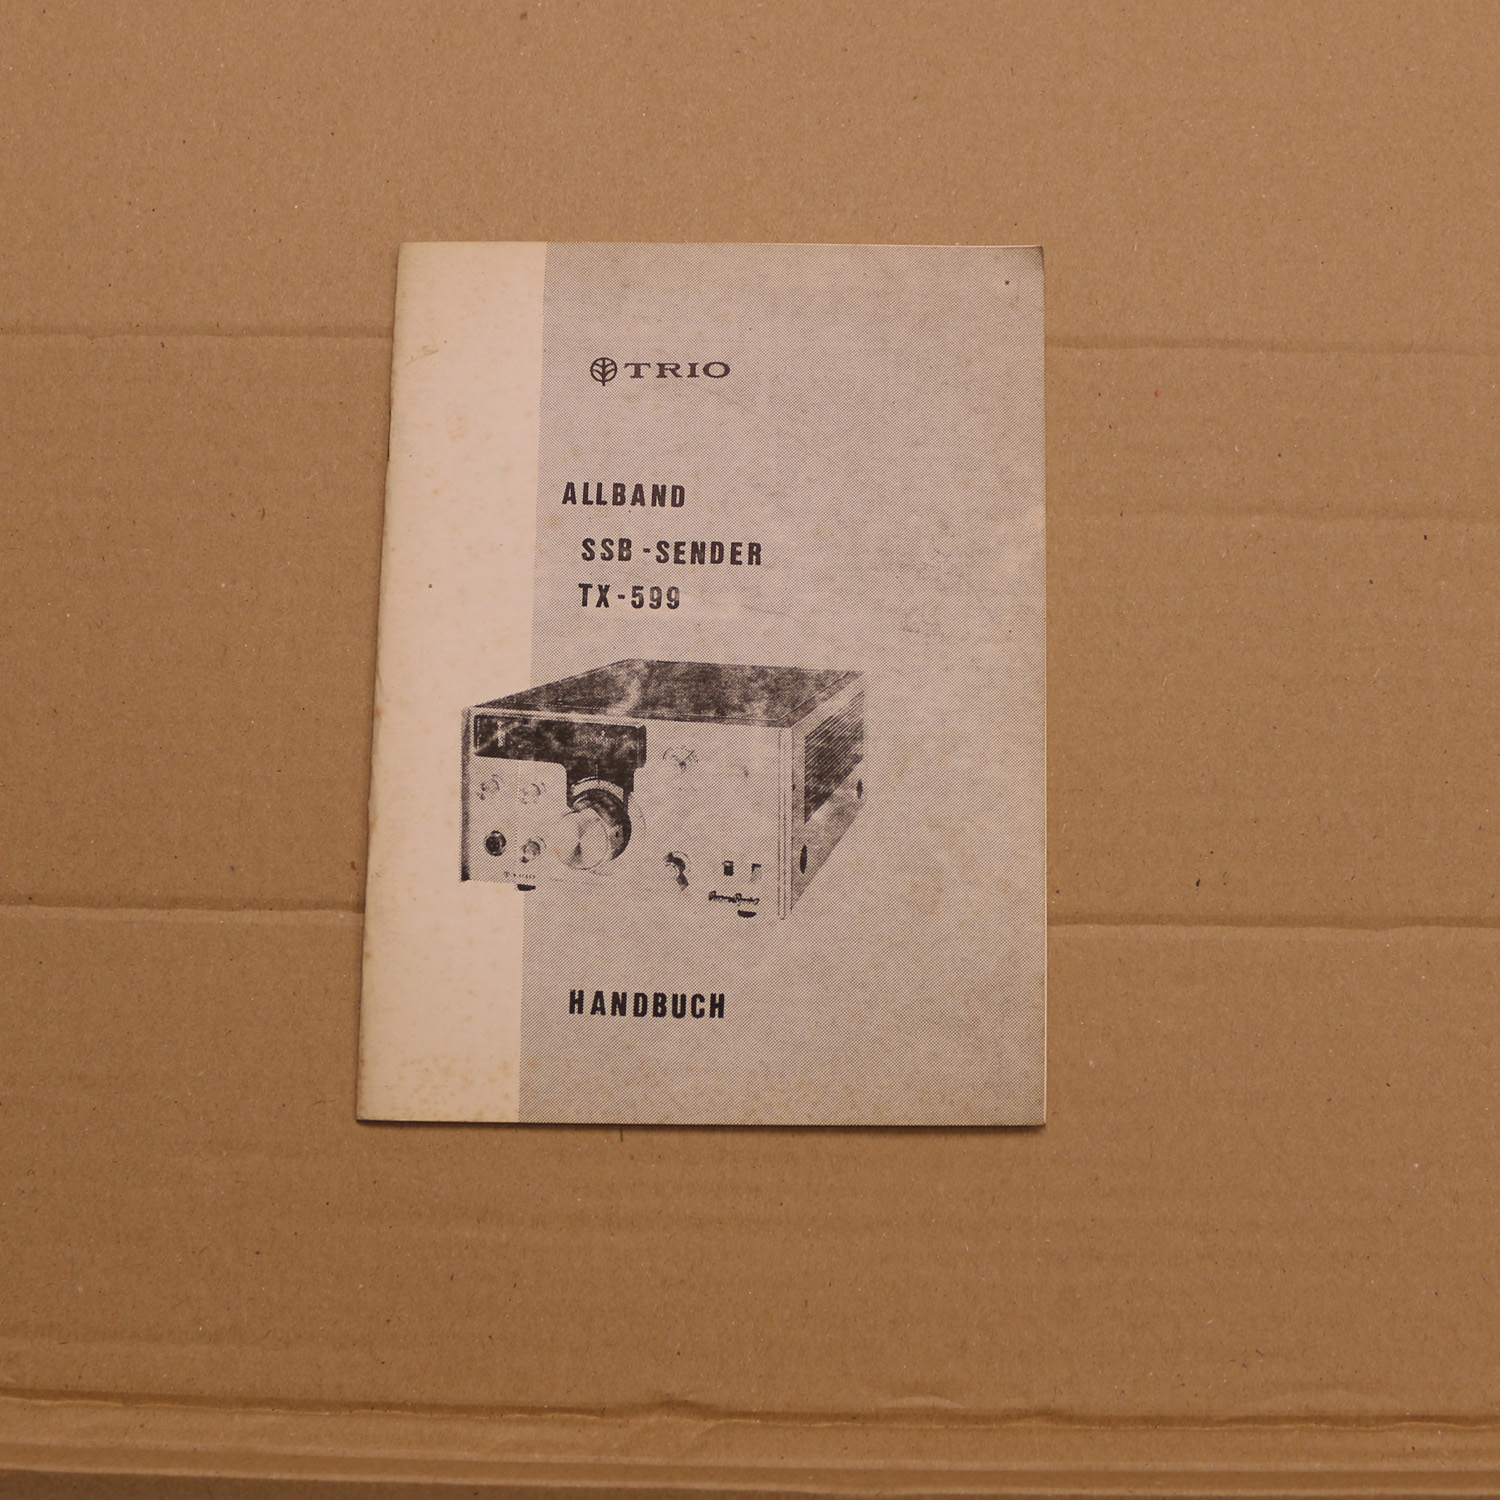 TRIO
ALLBAND
SSB-SENDER
TX-599
HANDBUCH